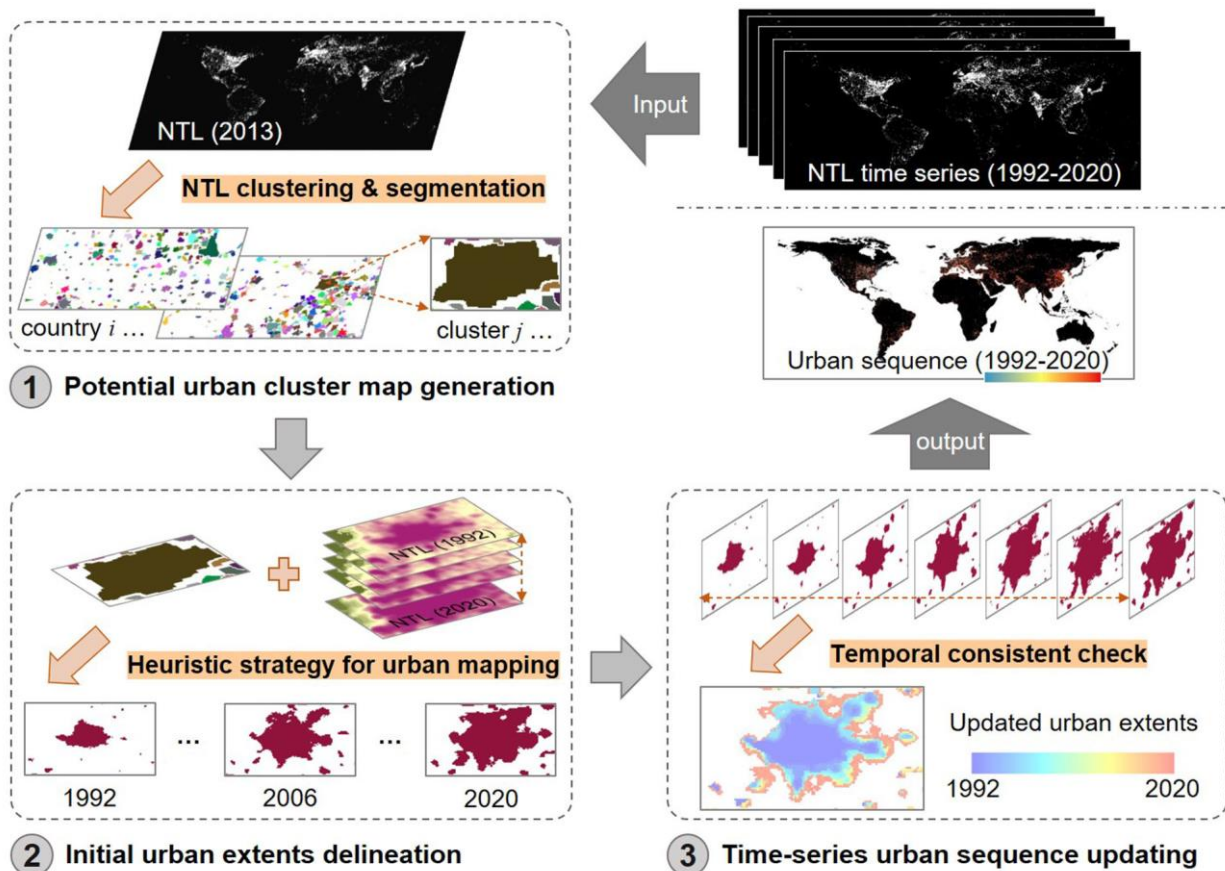 NTL (2013)
NTL clustering & segmentation
country i ...
cluster j ...
1 Potential urban cluster map generation
Input
NTL time series (1992-2020)
Urban sequence (1992-2020)
output
NTL (1992)
NTL (2020)
Heuristic strategy for urban mapping
... ...
1992 2006 2020
2 Initial urban extents delineation
Temporal consistent check
Updated urban extents
1992 2020
3 Time-series urban sequence updating